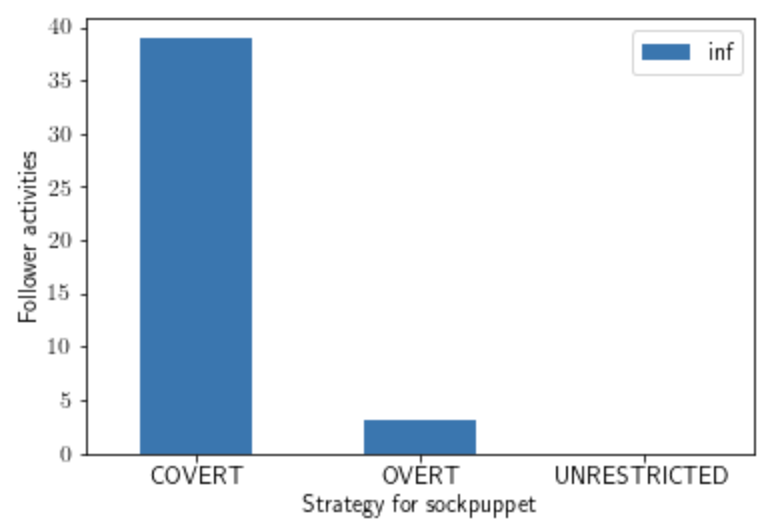 40
35
30
25
20
15
10
5
0
Follower activities
inf
COVERT OVERT UNRESTRICTED
Strategy for sockpuppet